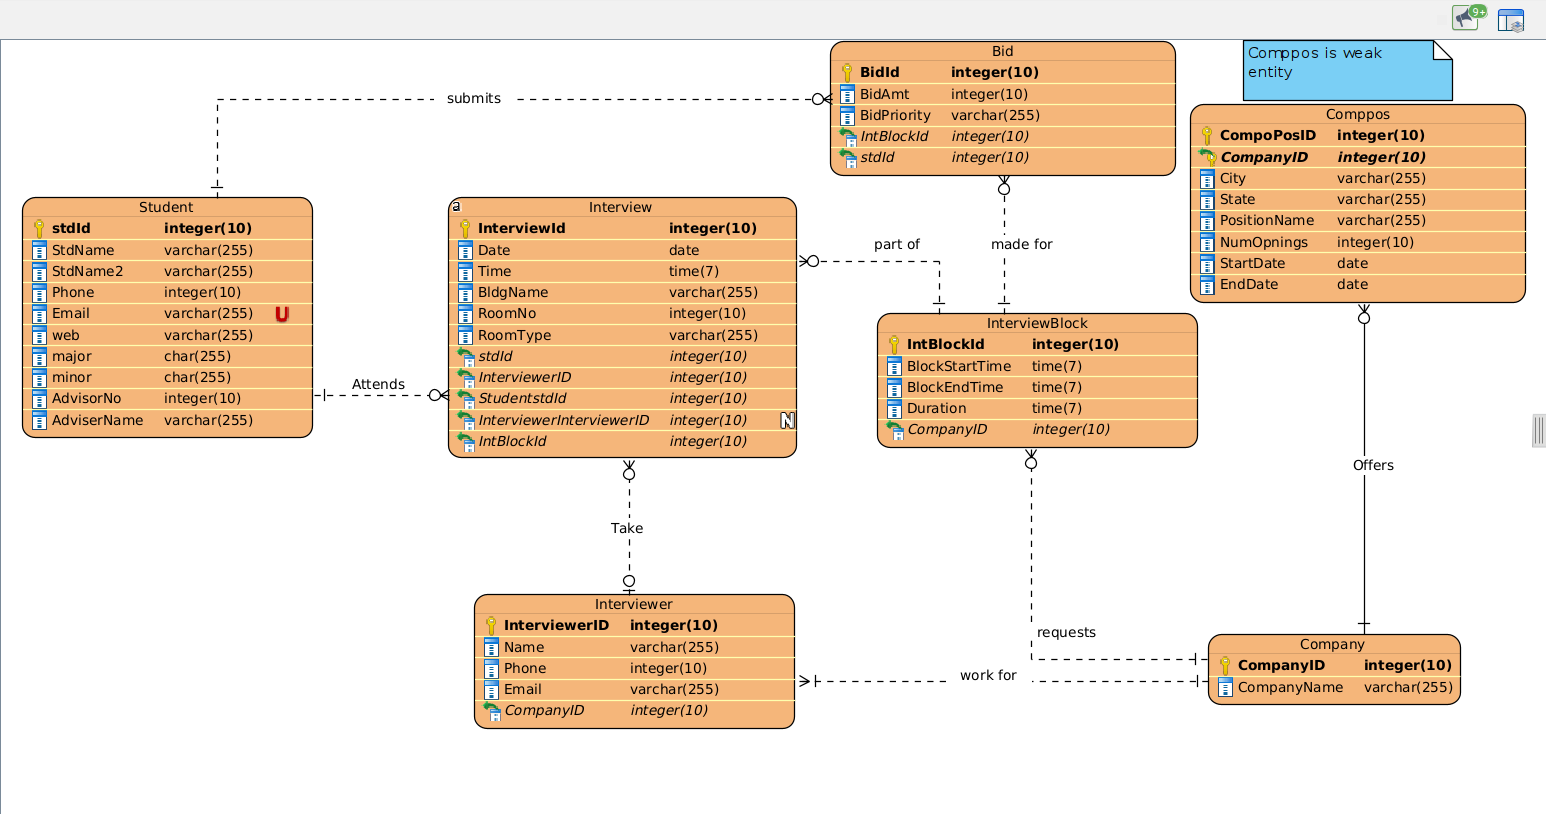 9+
Bid
BidId integer(10)
BidAmt integer(10)
BidPriority varchar(255)
IntBlockId integer(10)
stdId integer(10)
Comppos is weak
entity
Comppos
CompoPosID integer(10)
CompanyID integer(10)
City varchar(255)
State varchar(255)
PositionName varchar(255)
NumOpnings integer(10)
StartDate date
EndDate date
submits
Student
stdId integer(10)
StdName varchar(255)
StdName2 varchar(255)
Phone integer(10)
Email varchar(255) U
web varchar(255)
major char(255)
minor char(255)
AdvisorNo integer(10)
AdviserName varchar(255)
Attends
a
Interview
InterviewId integer(10)
Date date
Time time(7)
BldgName varchar(255)
RoomNo integer(10)
RoomType varchar(255)
stdId integer(10)
InterviewerID integer(10)
StudentstdId integer(10)
InterviewerInterviewerID integer(10) N
IntBlockId integer(10)
part of
made for
InterviewBlock
IntBlockId integer(10)
BlockStartTime time(7)
BlockEndTime time(7)
Duration time(7)
CompanyID integer(10)
Offers
Take
Interviewer
InterviewerID integer(10)
Name varchar(255)
Phone integer(10)
Email varchar(255)
CompanyID integer(10)
requests
work for
Company
CompanyID integer(10)
CompanyName varchar(255)